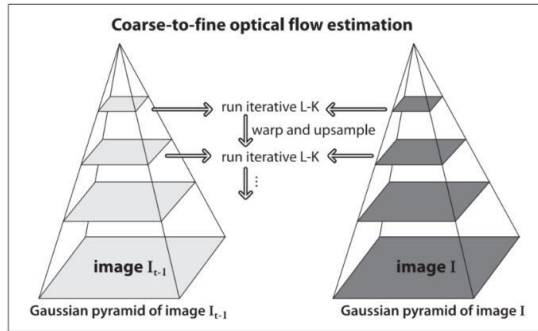 Coarse-to-fine optical flow estimation
run iterative L-K
warp and upsample
run iterative L-K
⋮
image I_{t-1}
image I
Gaussian pyramid of image I_{t-1}
Gaussian pyramid of image I